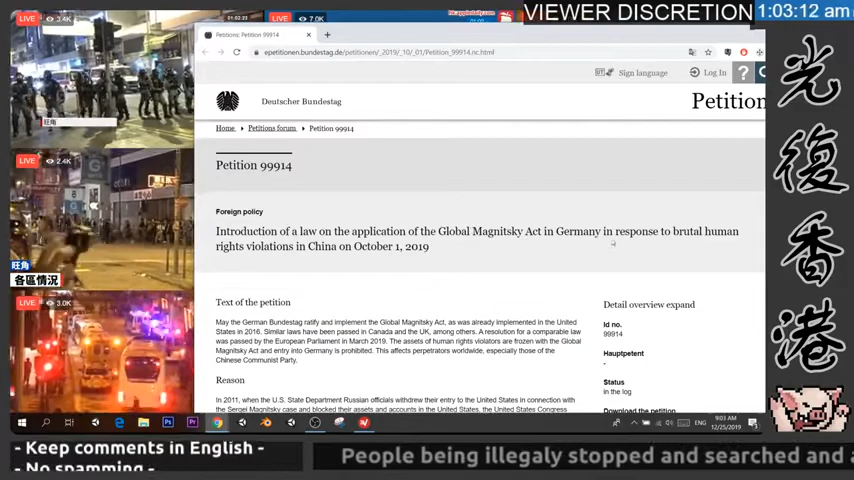 LIVE 3.4K
LIVE 7.0K
VIEWER DISCRETION 1:03:12 am
Petitions: Petition 99914
epetitionen.bundestag.de/petitionen/_2019/_10/_01/Petition_99914.nc.html
Sign language
Log In
?
Deutscher Bundestag
Petition
Home
Petitions forum
Petition 99914
旺角
Petition 99914
LIVE 2.4K
Foreign policy
Introduction of a law on the application of the Global Magnitsky Act in Germany in response to brutal human
rights violations in China on October 1, 2019
旺角
各區情況
LIVE 3.0K
Text of the petition
May the German Bundestag ratify and implement the Global Magnitsky Act, as was already implemented in the United
States in 2016. Similar laws have been passed in Canada and the UK, among others. A resolution for a comparable law
was passed by the European Parliament in March 2019. The assets of human rights violators are frozen with the Global
Magnitsky Act and entry into Germany is prohibited. This affects perpetrators worldwide, especially those of the
Chinese Communist Party.
Reason
In 2011, when the U.S. State Department Russian officials withdrew their entry to the United States in connection with
the Sergei Magnitsky case and blocked their assets and accounts in the United States, the United States Congress
Detail overview expand
Id no.
99914
Hauptpetent
-
Status
in the log
Download the petition
光復香港
ENG
9:03 AM
12/25/2019
- Keep comments in English -
- No spamming -
People being illegally stopped and searched and a